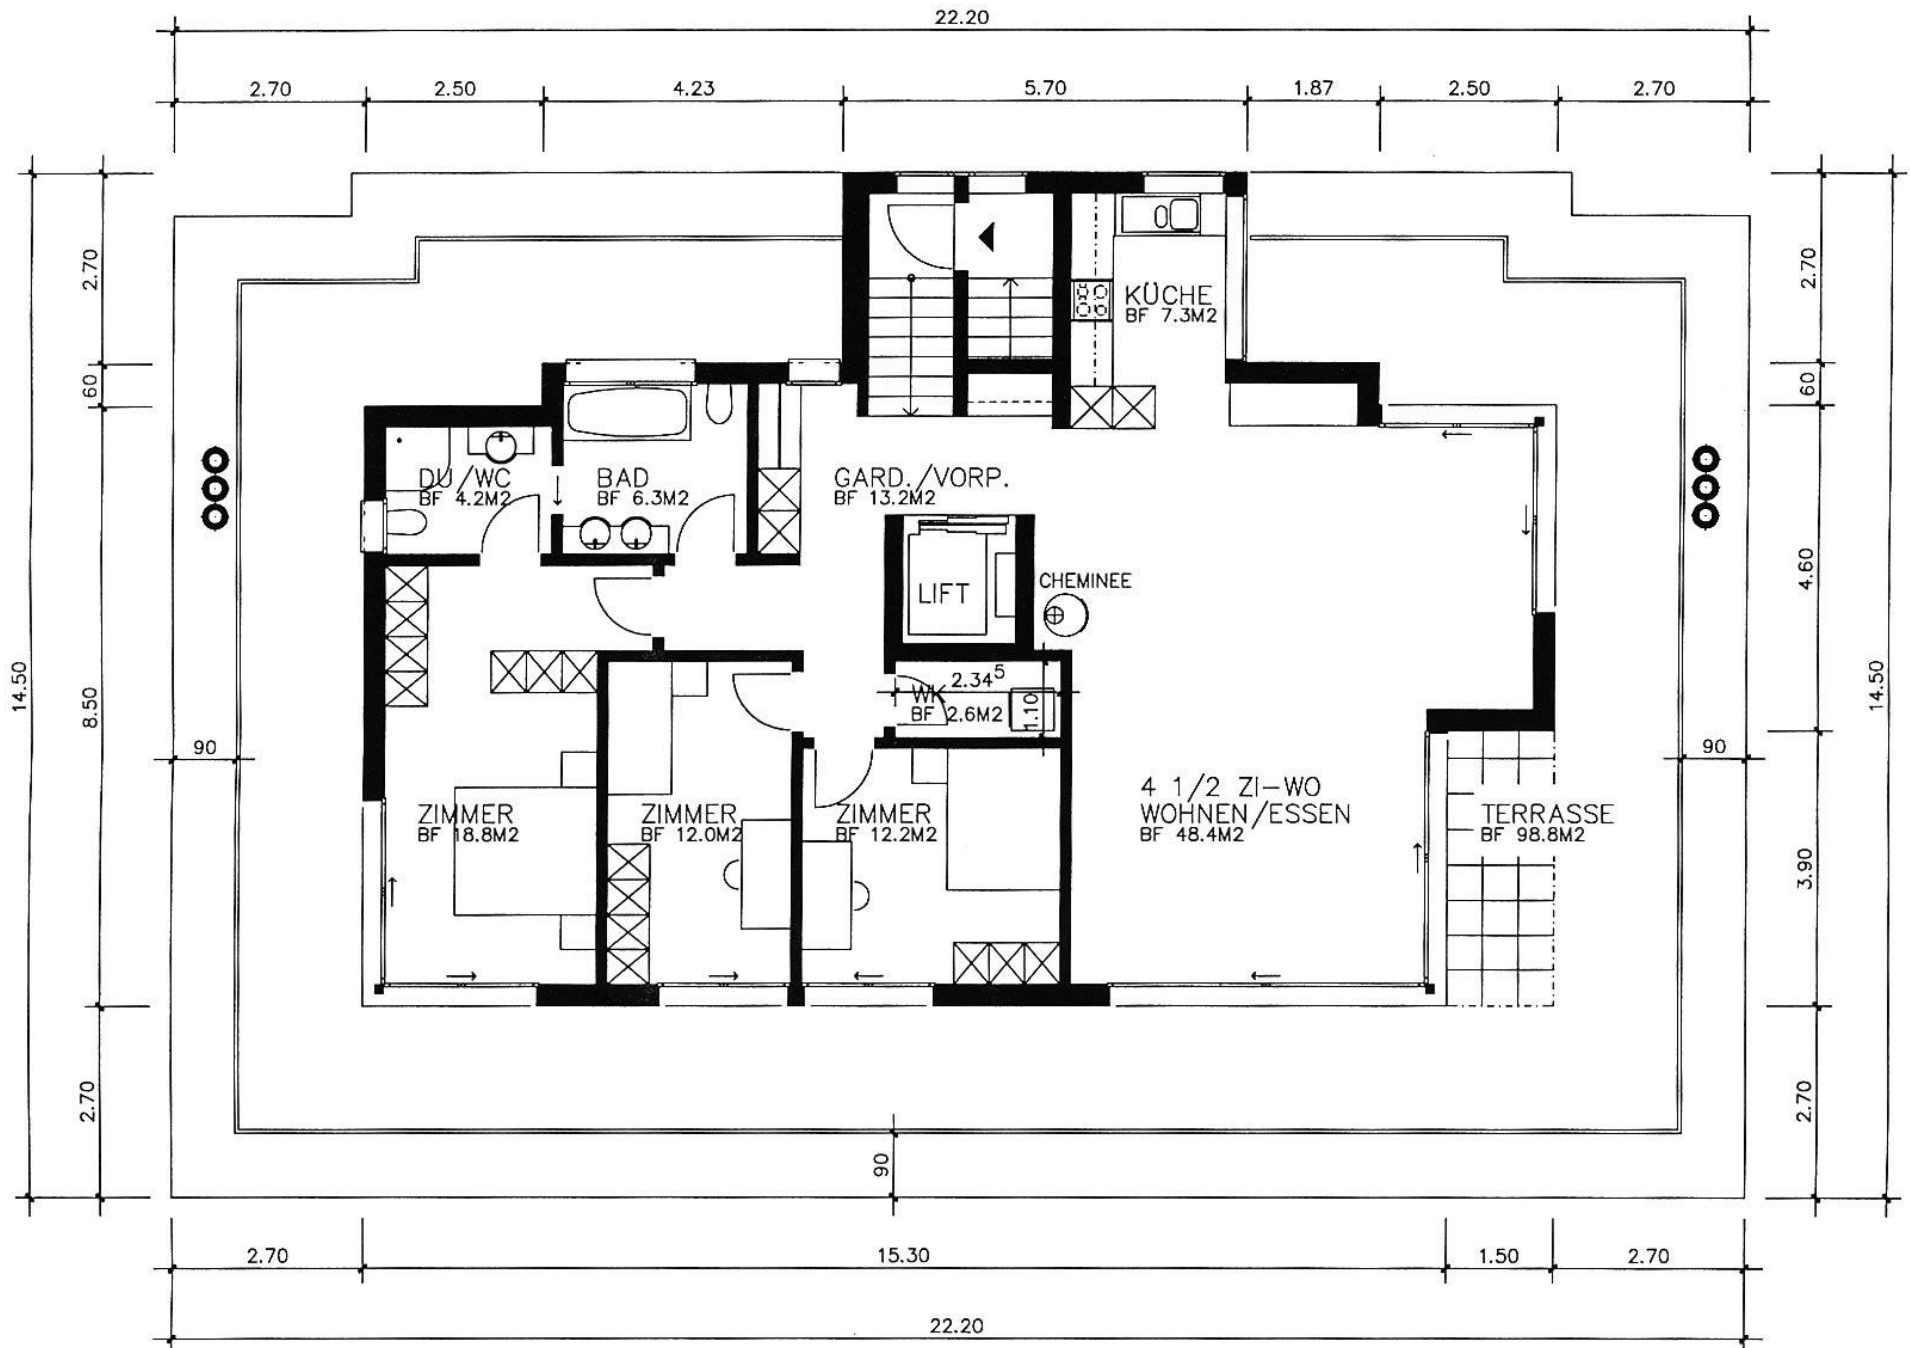 22.20
2.70 2.50 4.23 5.70 1.87 2.50 2.70
14.50
2.70
60
8.50
2.70
90
KÜCHE
BF 7.3M2
DU/WC
BF 4.2M2
BAD
BF 6.3M2
GARD./VORP.
BF 13.2M2
LIFT
CHEMINEE
2.34⁵
WK
BF 2.6M2
1.10
ZIMMER
BF 18.8M2
ZIMMER
BF 12.0M2
ZIMMER
BF 12.2M2
4 1/2 ZI-WO
WOHNEN/ESSEN
BF 48.4M2
TERRASSE
BF 98.8M2
90
90
2.70
60
4.60
3.90
2.70
14.50
2.70 15.30 1.50 2.70
22.20